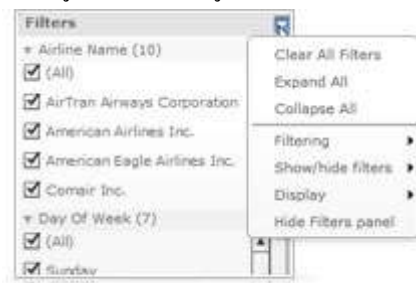 Filters
Airline Name (10)
(All)
AirTran Airways Corporation
American Airlines Inc.
American Eagle Airlines Inc.
Comair Inc.
Day Of Week (7)
(All)
Sunday
Clear All Filters
Expand All
Collapse All
Filtering
Show/hide filters
Display
Hide Filters panel